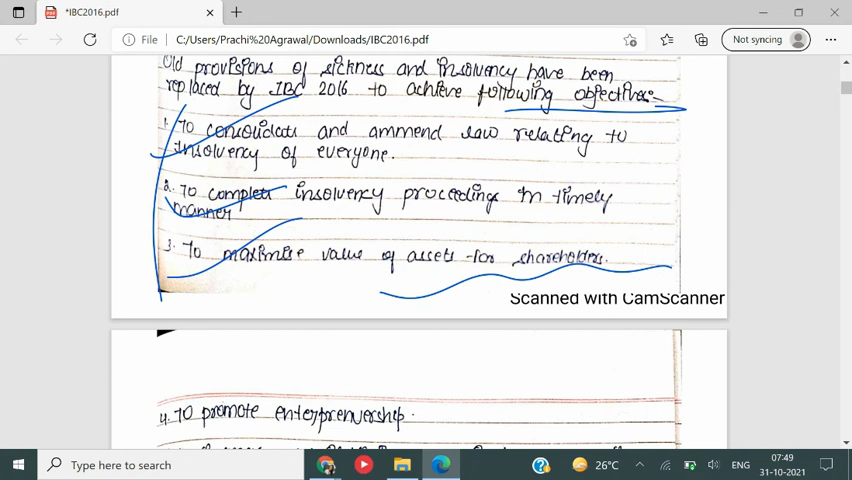 *IBC2016.pdf
File
C:/Users/Prachi%20Agrawal/Downloads/IBC2016.pdf
Not syncing
Old provisions of sickness and insolvency have been
replaced by IBC 2016 to achieve following objectives:-
1. To consolidate and ammend law relating to
insolvency of everyone.
2. To complete insolvency proceedings in timely
manner
3. To maximise value of assets for shareholders.
Scanned with CamScanner
4. To promote enterprenuership.
Type here to search
26°C
ENG
07:49
31-10-2021